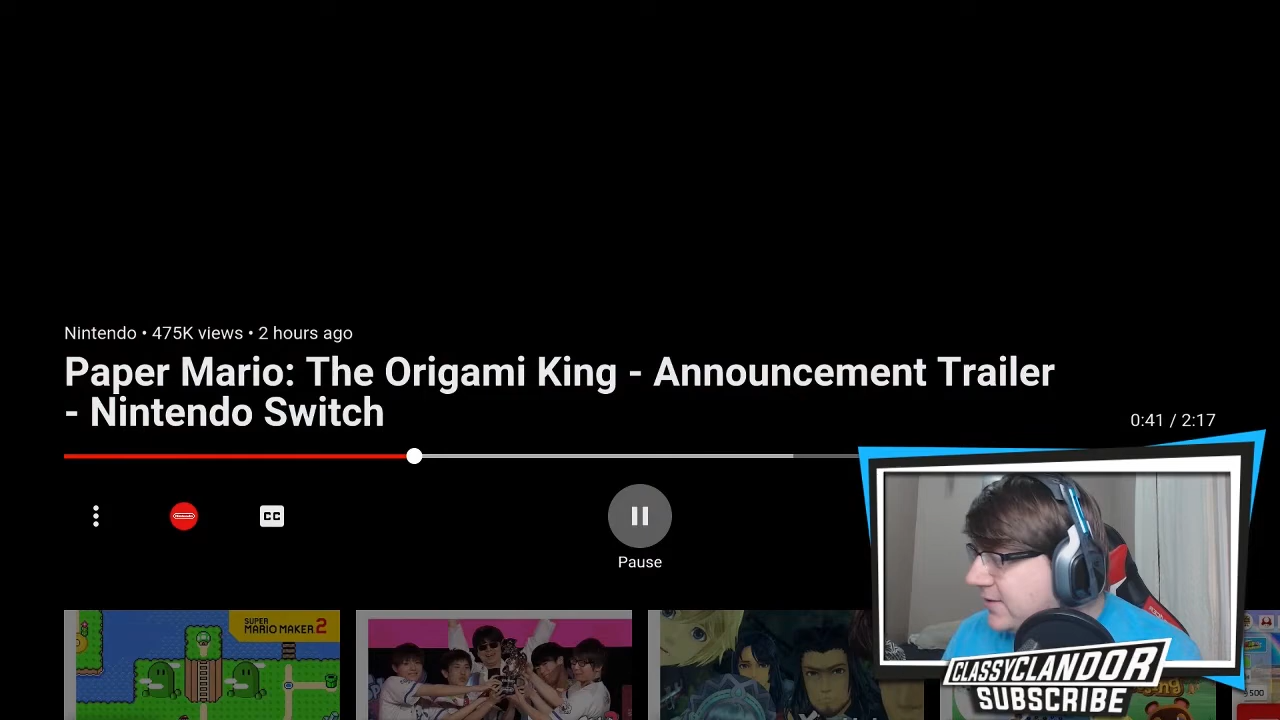 Nintendo • 475K views • 2 hours ago
Paper Mario: The Origami King - Announcement Trailer
- Nintendo Switch
0:41 / 2:17
CC
Pause
SUPER
MARIO MAKER 2
CLASSYCLANDOR
SUBSCRIBE
500